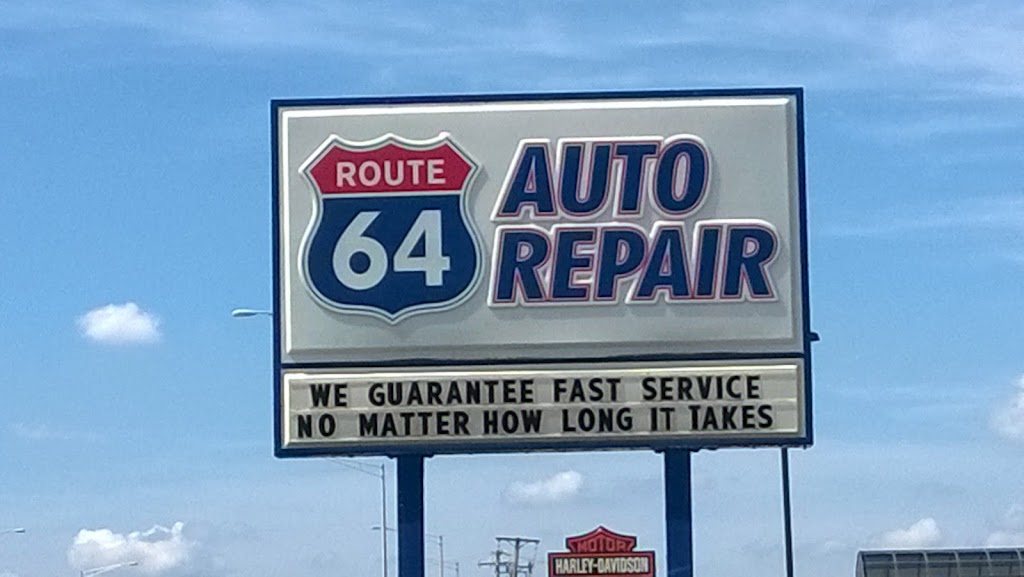 ROUTE
64
AUTO
REPAIR
WE GUARANTEE FAST SERVICE
NO MATTER HOW LONG IT TAKES
MOTOR
HARLEY-DAVIDSON